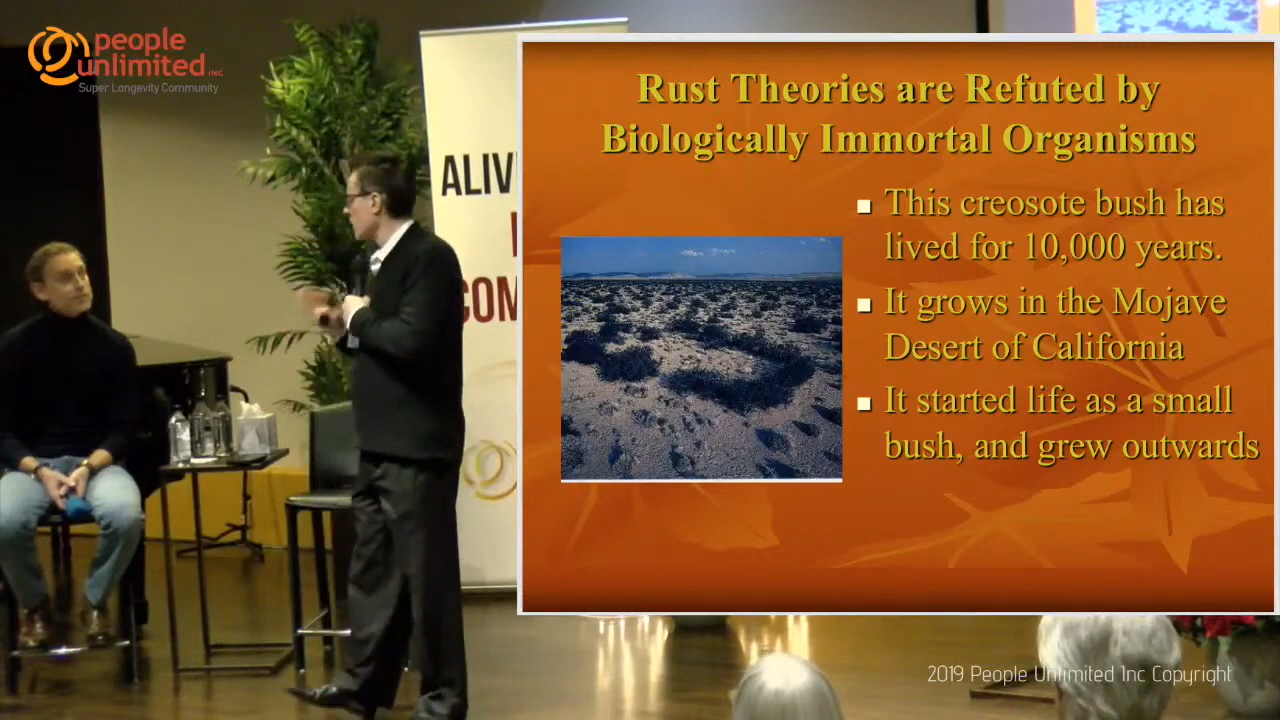 people
unlimited INC.
Super Longevity Community
ALIV
COM
Rust Theories are Refuted by
Biologically Immortal Organisms
This creosote bush has
lived for 10,000 years.
It grows in the Mojave
Desert of California
It started life as a small
bush, and grew outwards
2019 People Unlimited Inc Copyright